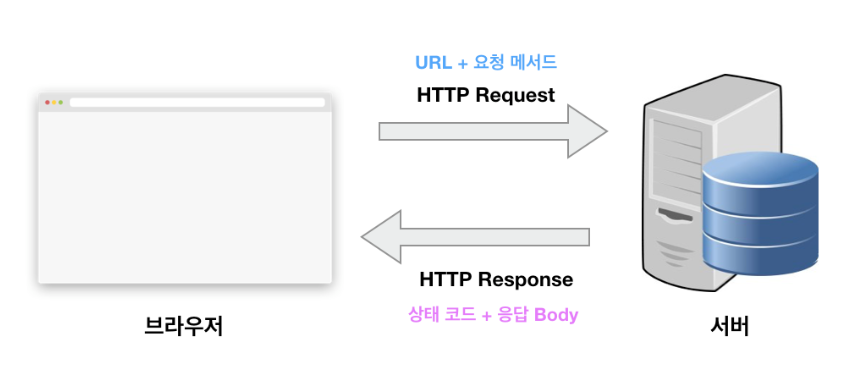 URL + 요청 메서드
HTTP Request
HTTP Response
상태 코드 + 응답 Body
브라우저
서버